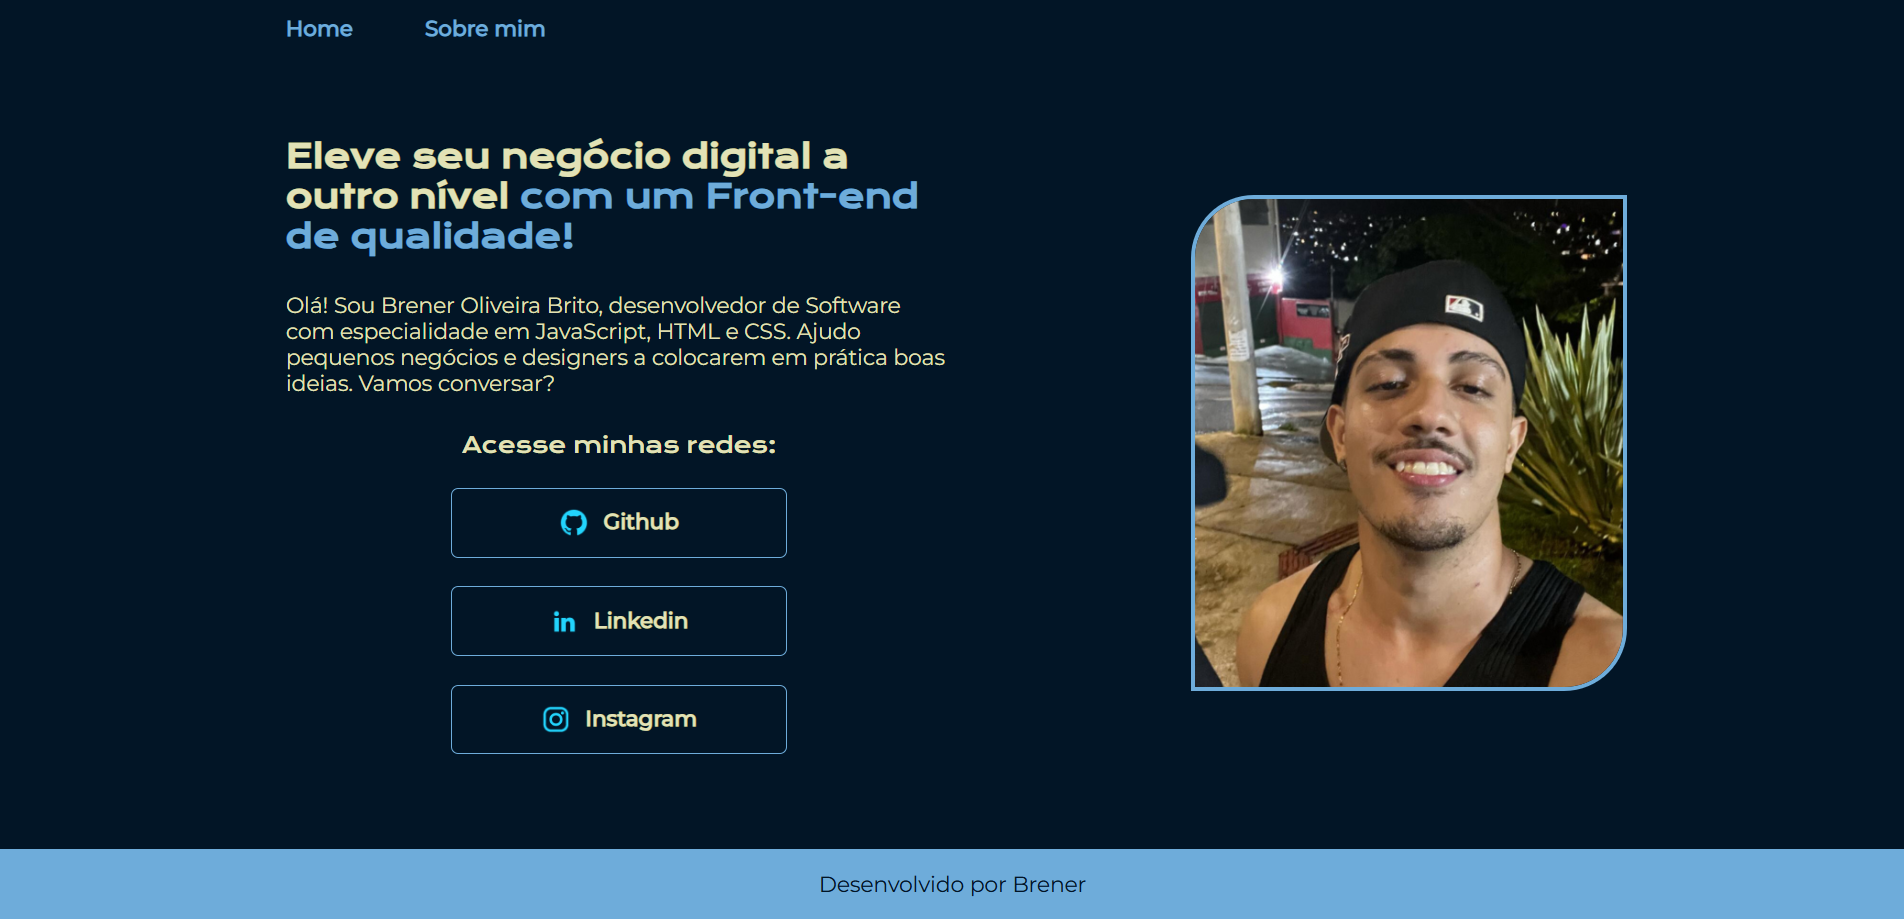 Home Sobre mim
Eleve seu negócio digital a
outro nível com um Front-end
de qualidade!
Olá! Sou Brener Oliveira Brito, desenvolvedor de Software
com especialidade em JavaScript, HTML e CSS. Ajudo
pequenos negócios e designers a colocarem em prática boas
ideias. Vamos conversar?
Acesse minhas redes:
Github
in Linkedin
Instagram
Desenvolvido por Brener